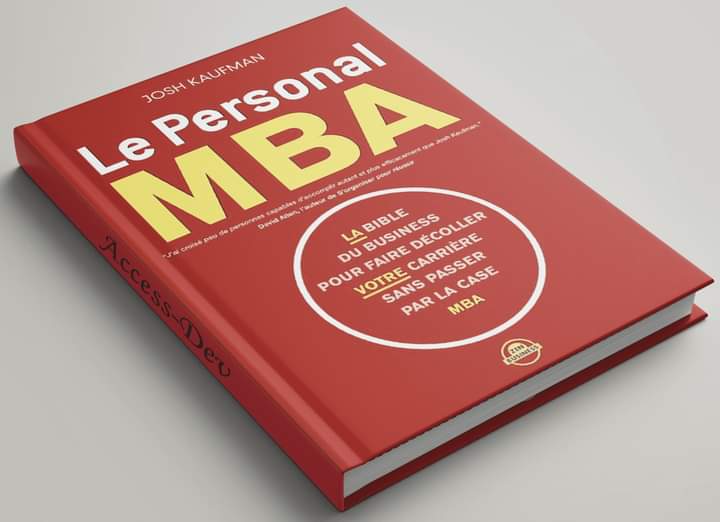 JOSH KAUFMAN
Le Personal
MBA
"J'ai croisé peu de personnes capables d'accomplir autant et plus efficacement que Josh Kaufman."
David Allen, l'auteur de S'organiser pour réussir
LA BIBLE
DU BUSINESS
POUR FAIRE DÉCOLLER
VOTRE CARRIÈRE
SANS PASSER
PAR LA CASE
MBA
ZEN
BUSINESS
Access-Dev